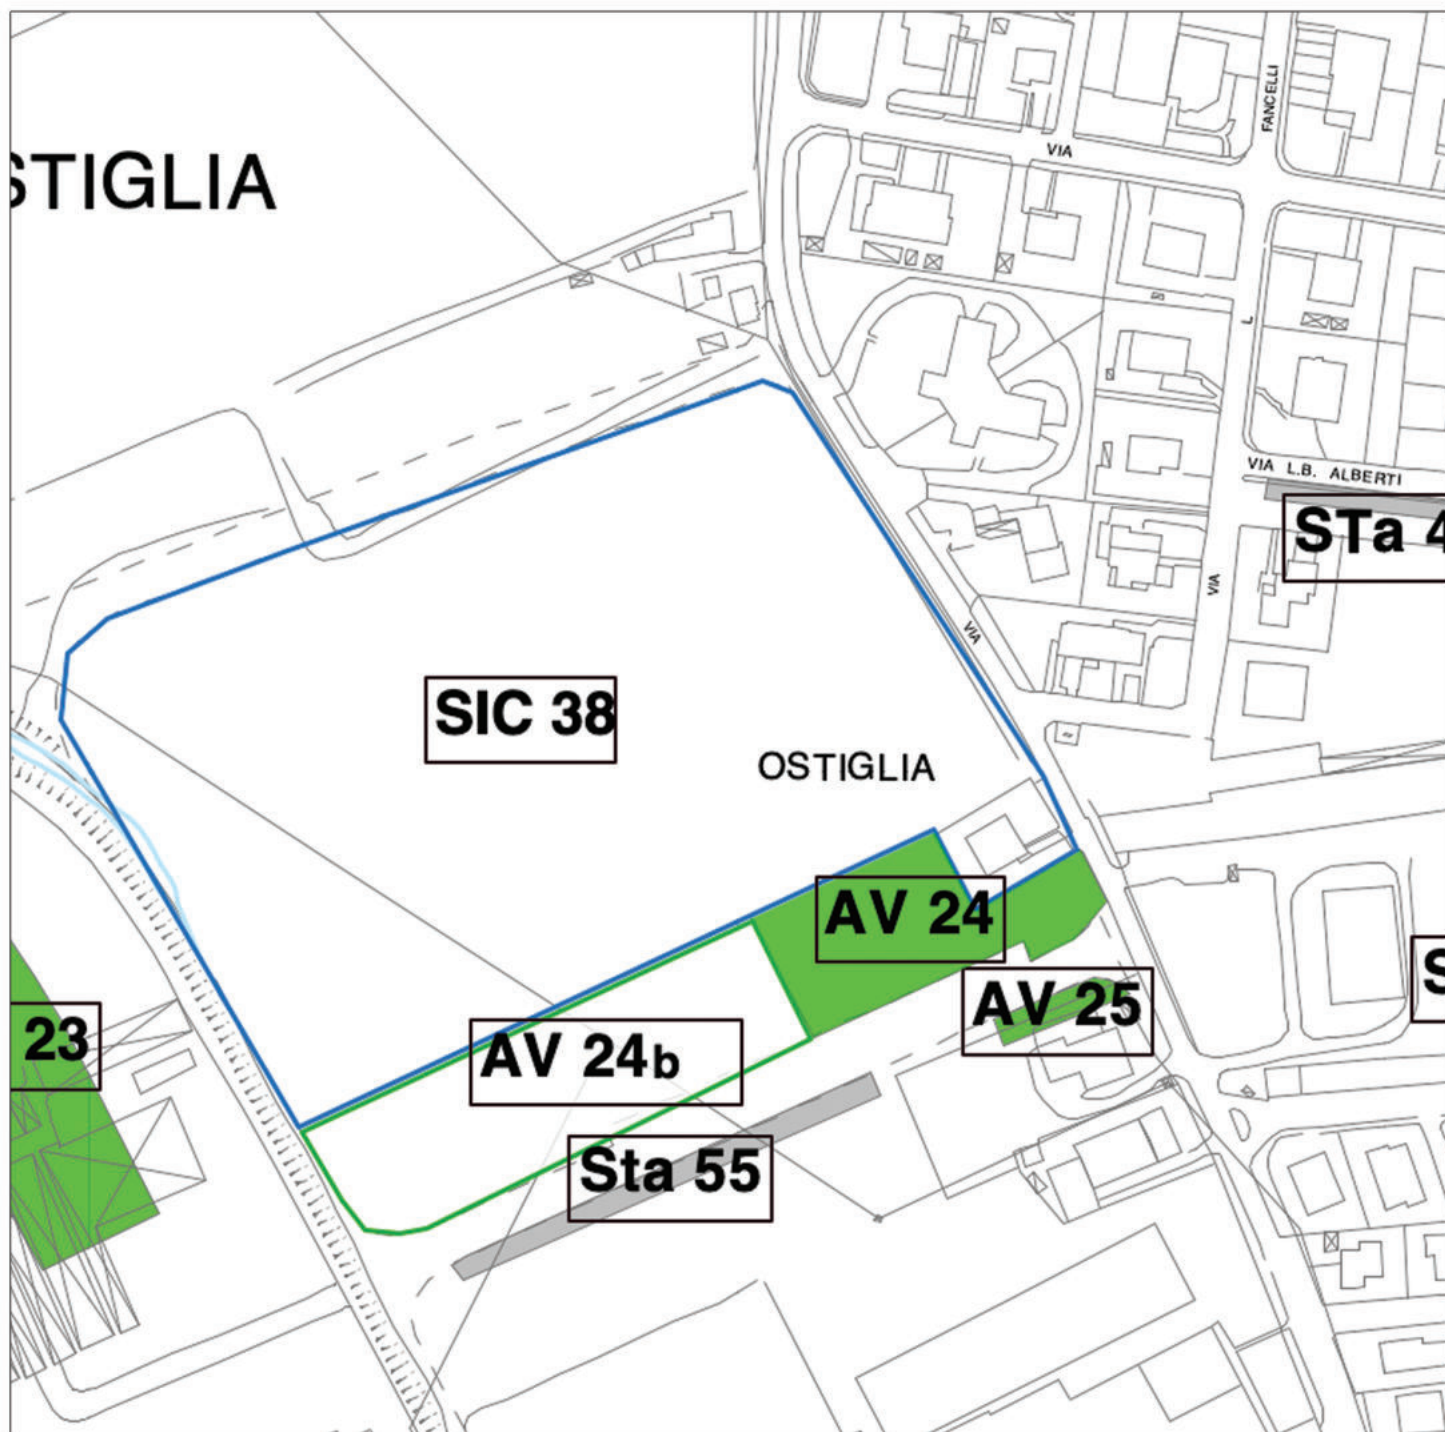 FANCELLI
VIA
STIGLIA
L
VIA L.B. ALBERTI
STa 4
VIA
VIA
SIC 38
OSTIGLIA
AV 24
S
AV 25
23
AV 24b
Sta 55